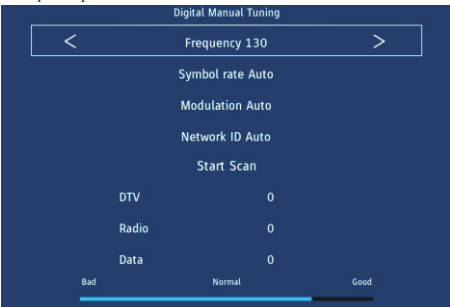 Digital Manual Tuning
< Frequency 130 >
Symbol rate Auto
Modulation Auto
Network ID Auto
Start Scan
DTV 0
Radio 0
Data 0
Bad Normal Good